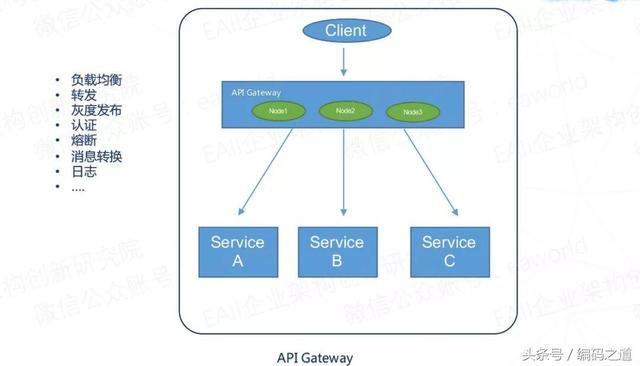 • 负载均衡
• 转发
• 灰度发布
• 认证
• 熔断
• 消息转换
• 日志
• ....
Client
API Gateway
Node1 Node2 Node3
Service A
Service B
Service C
API Gateway
EAII企业架构创新研究院
微信公众账号 eaworld
头条号 / 编码之道